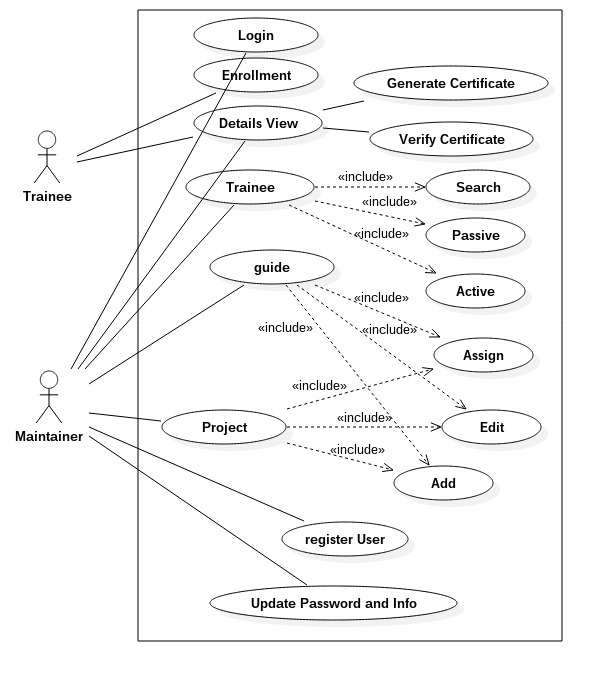 Login
Enrollment
Generate Certificate
Details View
Verify Certificate
Trainee
«include»
Trainee
Search
«include»
Passive
«include»
guide
Active
«include»
«include»
«include»
Assign
Maintainer
«include»
«include»
Project
Edit
«include»
Add
register User
Update Password and Info